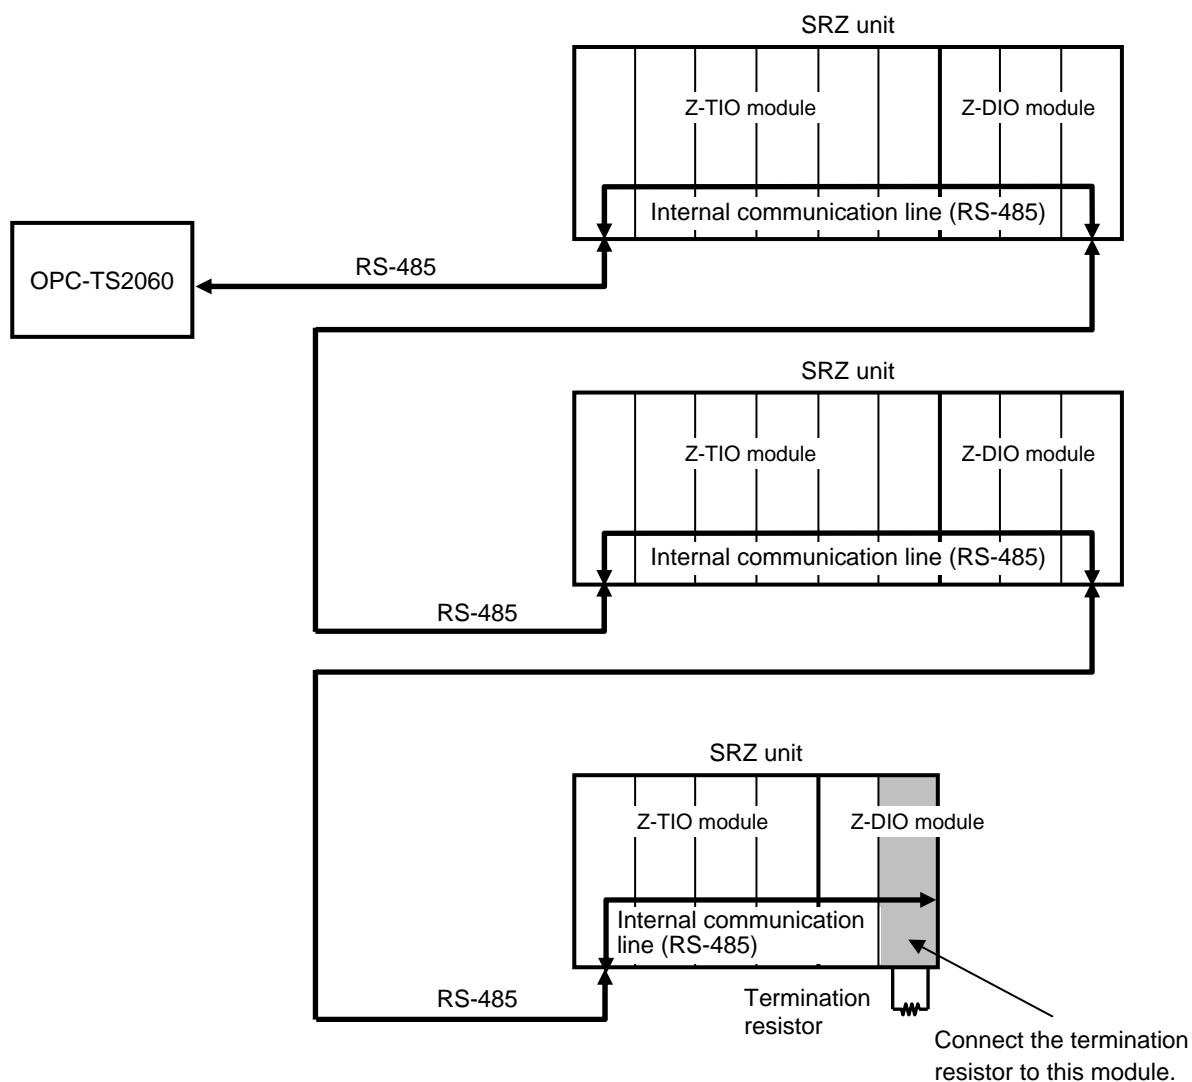 SRZ unit
Z-TIO module
Z-DIO module
Internal communication line (RS-485)
OPC-TS2060
RS-485
SRZ unit
Z-TIO module
Z-DIO module
Internal communication line (RS-485)
RS-485
SRZ unit
Z-TIO module
Z-DIO module
Internal communication
line (RS-485)
RS-485
Termination
resistor
Connect the termination
resistor to this module.